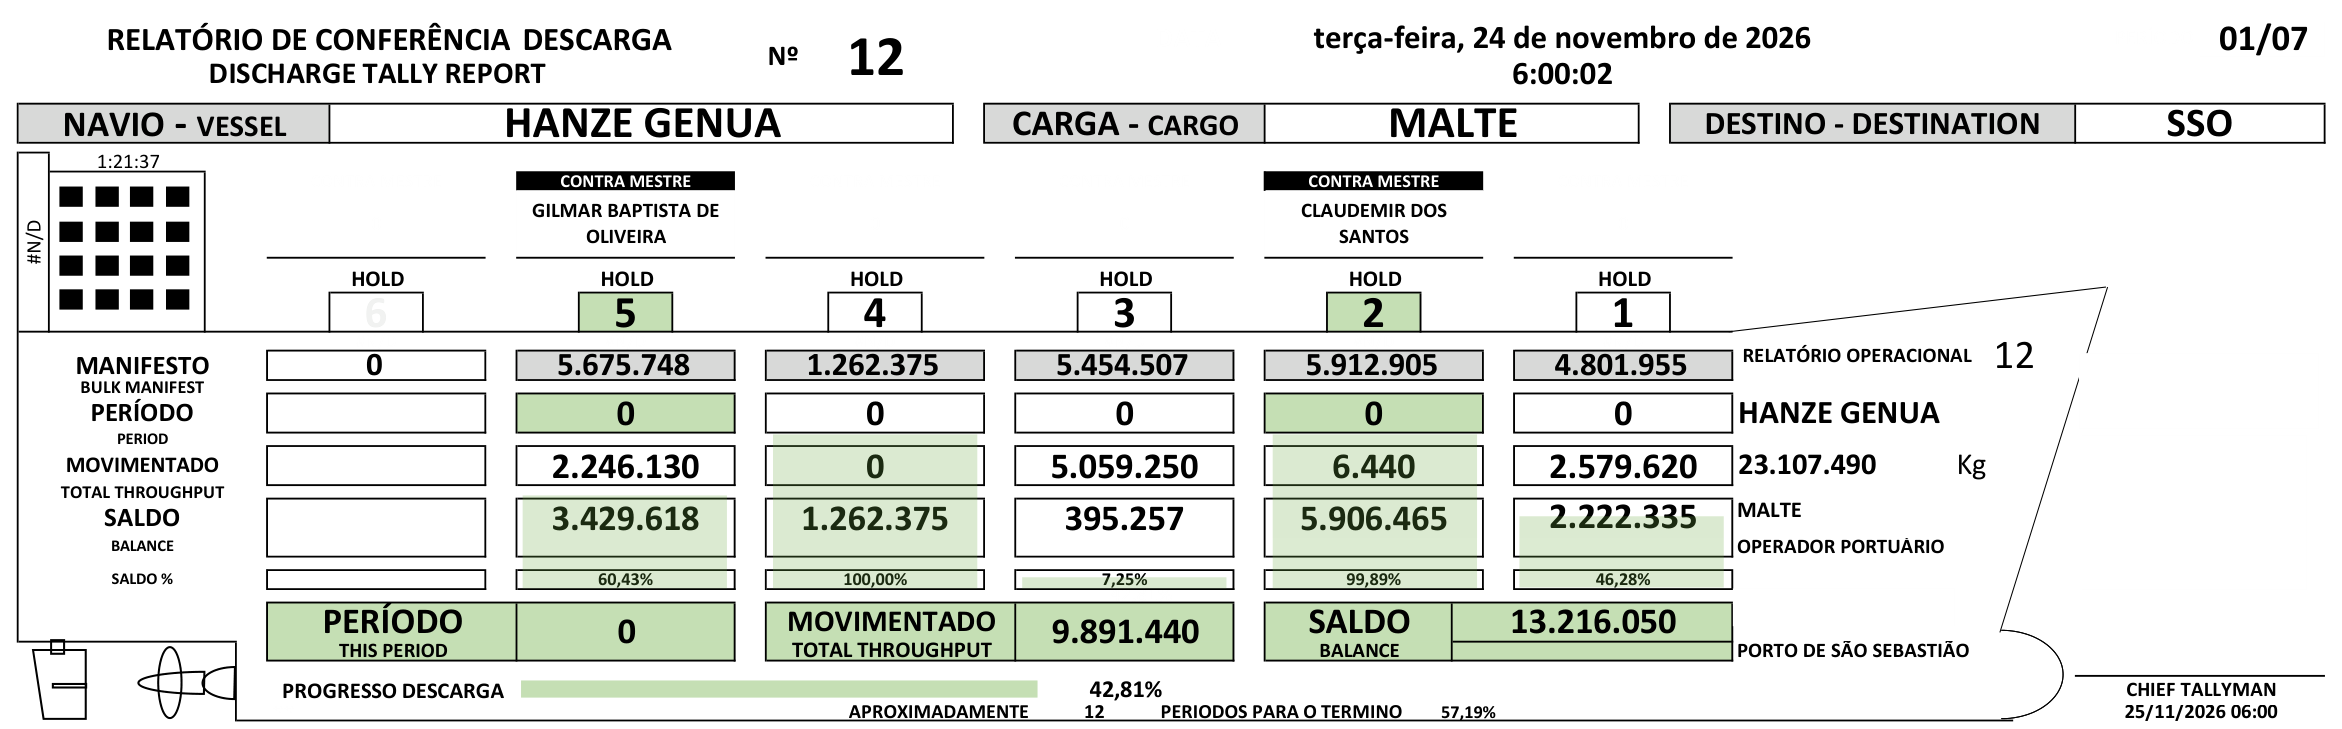 RELATÓRIO DE CONFERÊNCIA DESCARGA
DISCHARGE TALLY REPORT
Nº 12
terça-feira, 24 de novembro de 2026
6:00:02
01/07
NAVIO - VESSEL HANZE GENUA CARGA - CARGO MALTE DESTINO - DESTINATION SSO
1:21:37
#N/D
CONTRA MESTRE CONTRA MESTRE
GILMAR BAPTISTA DE CLAUDEMIR DOS
OLIVEIRA SANTOS
HOLD HOLD HOLD HOLD HOLD HOLD
6 5 4 3 2 1
MANIFESTO 0 5.675.748 1.262.375 5.454.507 5.912.905 4.801.955 RELATÓRIO OPERACIONAL 12
BULK MANIFEST
PERÍODO 0 0 0 0 0 HANZE GENUA
PERIOD
MOVIMENTADO 2.246.130 0 5.059.250 6.440 2.579.620 23.107.490 Kg
TOTAL THROUGHPUT
SALDO 3.429.618 1.262.375 395.257 5.906.465 2.222.335 MALTE
BALANCE OPERADOR PORTUÁRIO
SALDO % 60,43% 100,00% 7,25% 99,89% 46,28%
PERÍODO 0 MOVIMENTADO 9.891.440 SALDO 13.216.050
THIS PERIOD TOTAL THROUGHPUT BALANCE PORTO DE SÃO SEBASTIÃO
PROGRESSO DESCARGA 42,81% CHIEF TALLYMAN
APROXIMADAMENTE 12 PERIODOS PARA O TERMINO 57,19% 25/11/2026 06:00